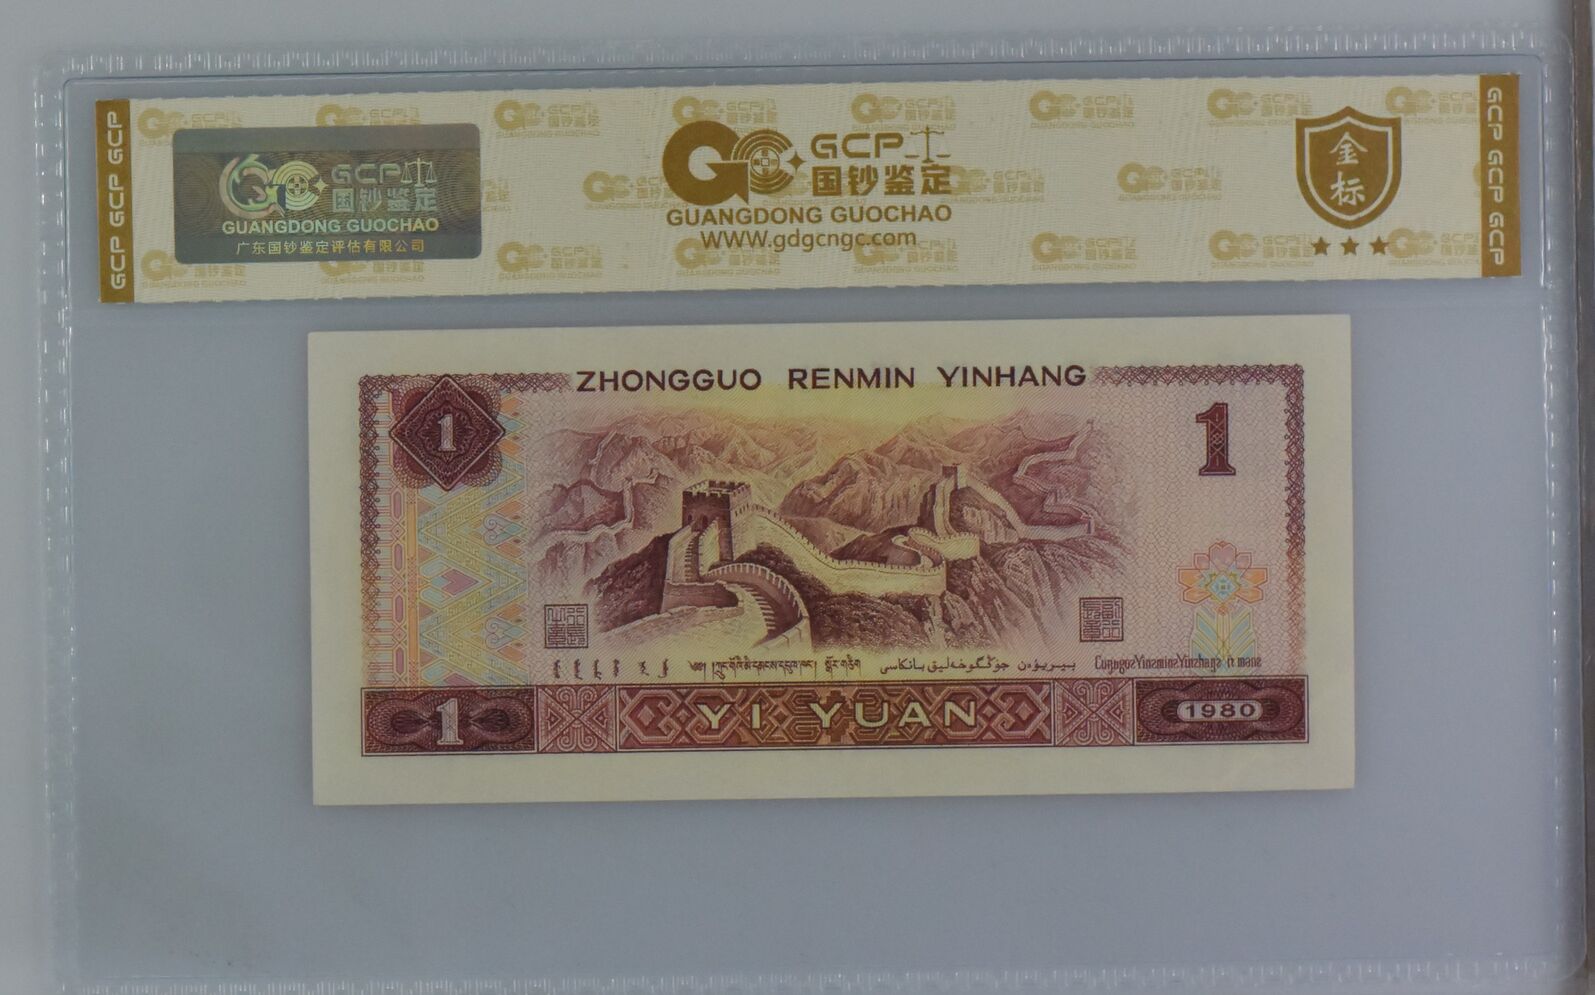 GCP GCP GCP
GCP
国钞鉴定
GUANGDONG GUOCHAO
广东国钞鉴定评估有限公司
GCP
国钞鉴定
GUANGDONG GUOCHAO
WWW.gdgcngc.com
金标
GCP GCP GCP
ZHONGGUO RENMIN YINHANG
1
1
1 YI YUAN 1980